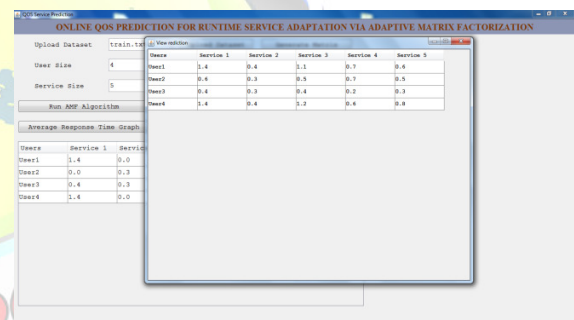 QOS Service Prediction
ONLINE QOS PREDICTION FOR RUNTIME SERVICE ADAPTATION VIA ADAPTIVE MATRIX FACTORIZATION
Upload Dataset train.tx
View rediction
User Size 4
Service Size 5
Run AMF Algorithm
Average Response Time Graph
Users Service 1 Servic
User1 1.4 0.0
User2 0.0 0.3
User3 0.4 0.3
User4 1.4 0.0
Users Service 1 Service 2 Service 3 Service 4 Service 5
User1 1.4 0.4 1.1 0.7 0.6
User2 0.6 0.3 0.5 0.7 0.5
User3 0.4 0.3 0.4 0.2 0.3
User4 1.4 0.4 1.2 0.6 0.8